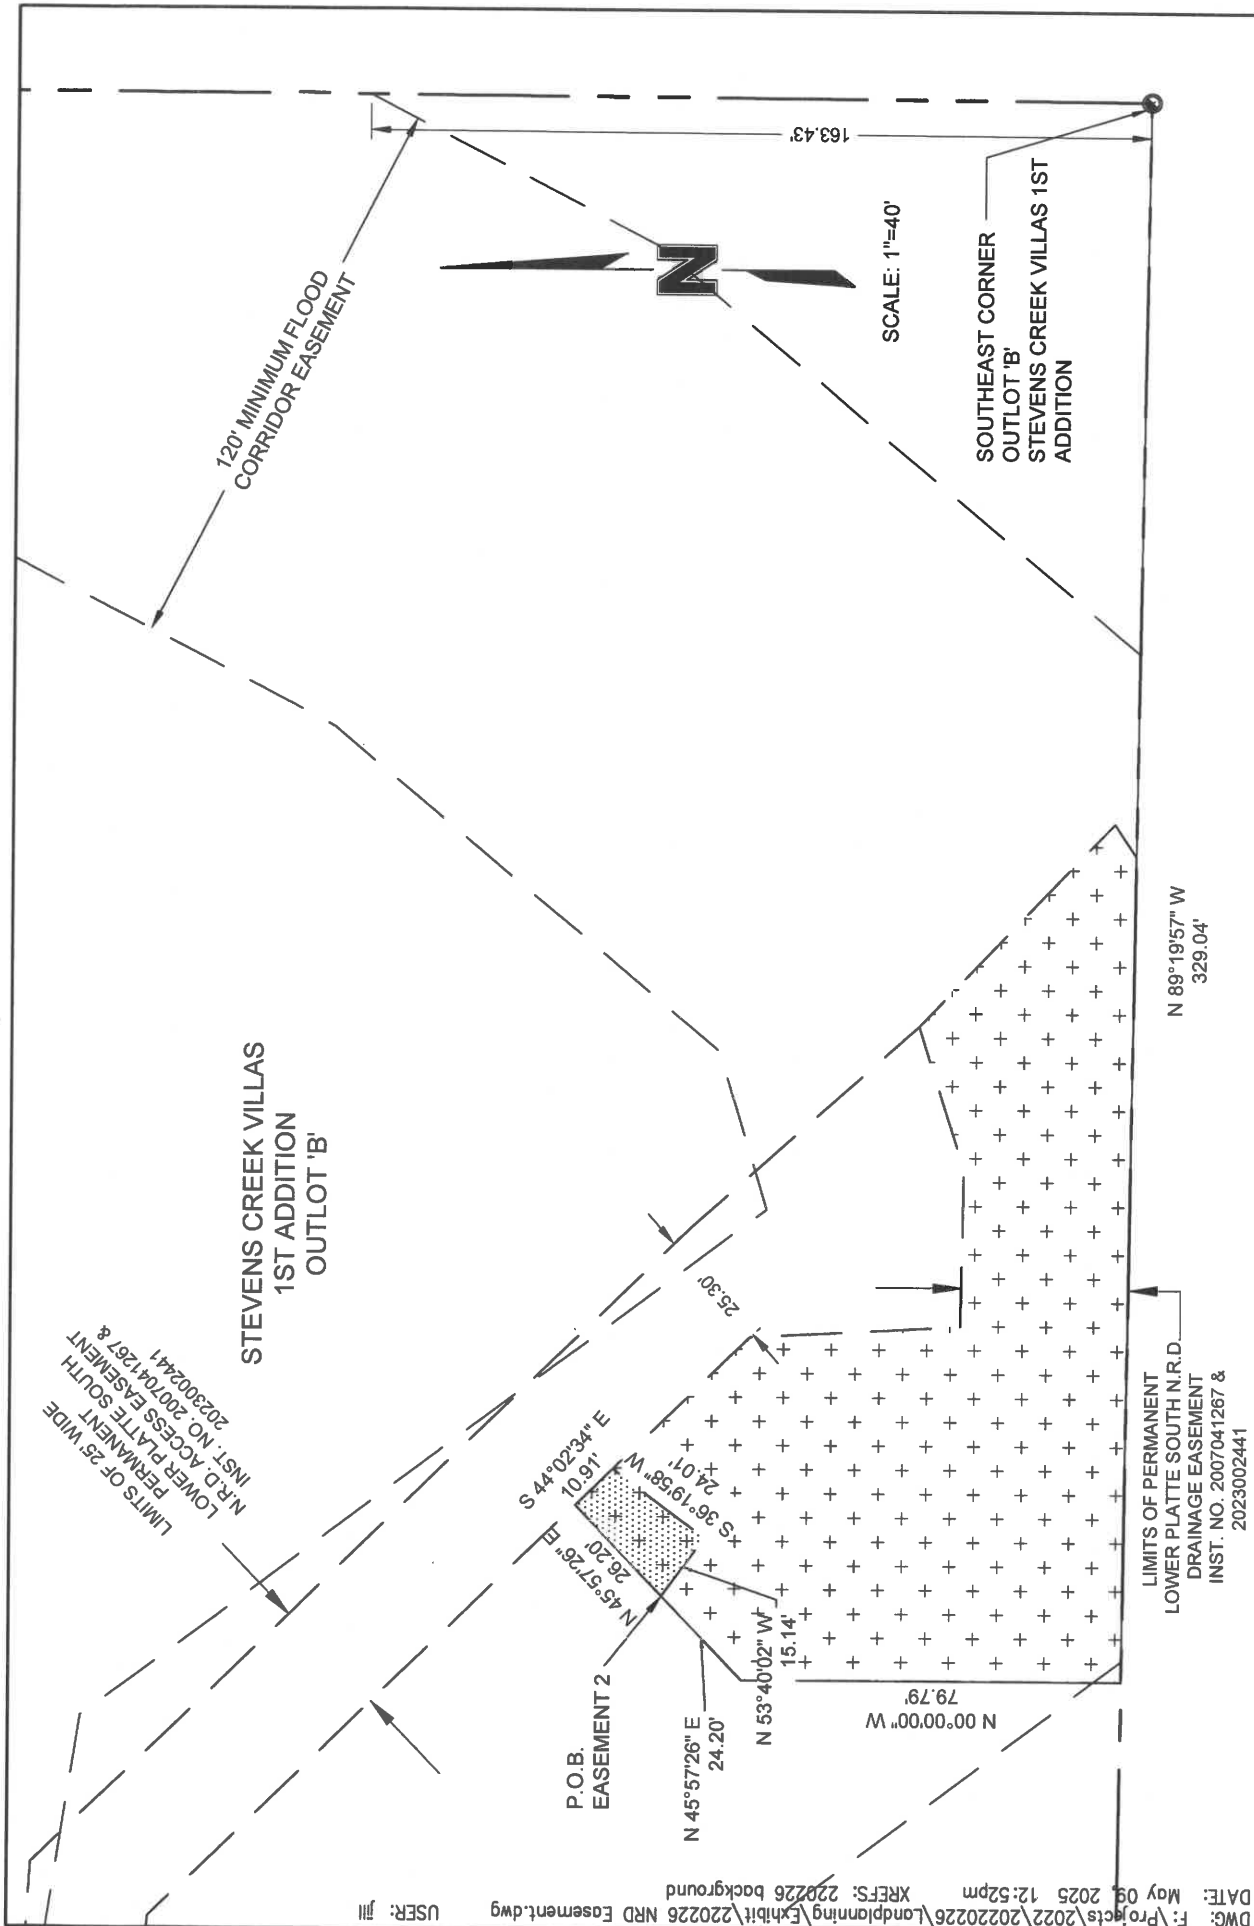 120' MINIMUM FLOOD
CORRIDOR EASEMENT
163.43'
N
SCALE: 1"=40'
SOUTHEAST CORNER
OUTLOT 'B'
STEVENS CREEK VILLAS 1ST
ADDITION
STEVENS CREEK VILLAS
1ST ADDITION
OUTLOT 'B'
LIMITS OF 25' WIDE
PERMANENT
LOWER PLATTE SOUTH
N.R.D. ACCESS EASEMENT
INST. NO. 2007041267 &
2023002441
25.30'
S 44°02'34" E
10.91'
S 36°19'58" W
24.01'
N 45°57'26" E
26.20'
P.O.B.
EASEMENT 2
N 45°57'26" E
24.20'
N 53°40'02" W
15.14'
N 00°00'00" W
79.79'
N 89°19'57" W
329.04'
LIMITS OF PERMANENT
LOWER PLATTE SOUTH N.R.D.
DRAINAGE EASEMENT
INST. NO. 2007041267 &
2023002441
DWG: F:\Projects\2022\20220226\Landplanning\Exhibit\220226 NRD Easement.dwg USER: jill
DATE: May 09, 2025 12:52pm XREFS: 220226 background